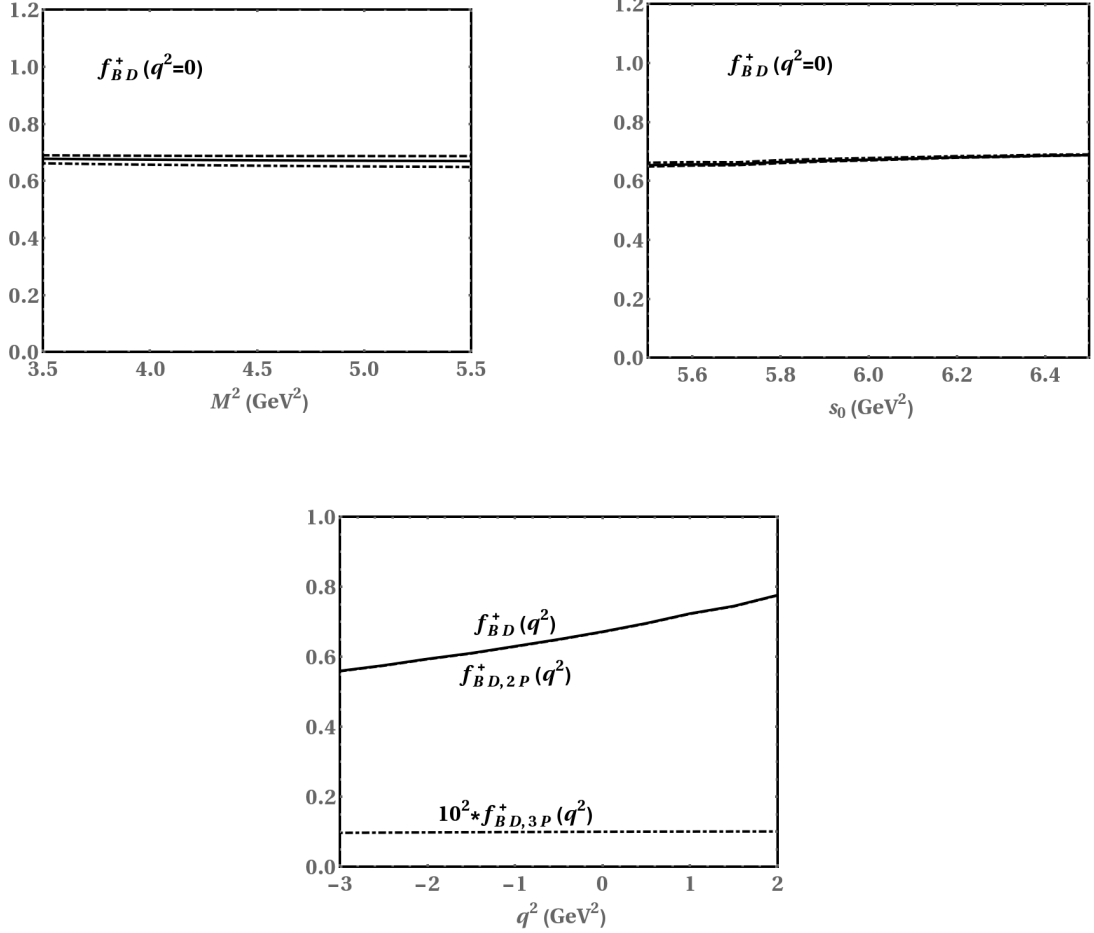 1.2
1.0
0.8
0.6
0.4
0.2
0.0
f⁺_{BD}(q²=0)
3.5 4.0 4.5 5.0 5.5
M² (GeV²)
1.2
1.0
0.8
0.6
0.4
0.2
0.0
f⁺_{BD}(q²=0)
5.6 5.8 6.0 6.2 6.4
s₀ (GeV²)
1.0
0.8
0.6
0.4
0.2
0.0
f⁺_{BD}(q²)
f⁺_{BD,2P}(q²)
10²*f⁺_{BD,3P}(q²)
−3 −2 −1 0 1 2
q² (GeV²)